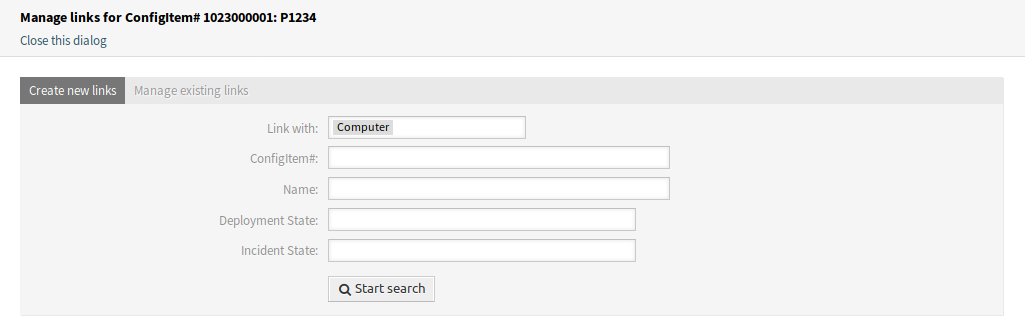 Manage links for ConfigItem# 1023000001: P1234
Close this dialog
Create new links Manage existing links
Link with: Computer
ConfigItem#:
Name:
Deployment State:
Incident State:
Start search